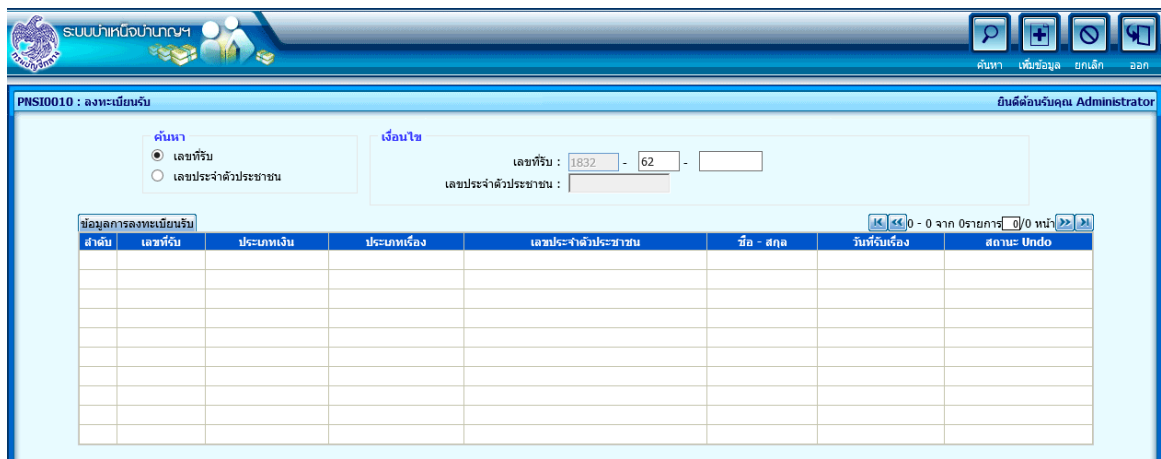 ระบบบำเหน็จบำนาญฯ
กรมบัญชีกลาง
ค้นหา เพิ่มข้อมูล ยกเลิก ออก
PNSI0010 : ลงทะเบียนรับ ยินดีต้อนรับคุณ Administrator
ค้นหา เงื่อนไข
เลขที่รับ เลขที่รับ : 1832 - 62 -
เลขประจำตัวประชาชน เลขประจำตัวประชาชน :
ข้อมูลการลงทะเบียนรับ 0 - 0 จาก 0รายการ 0/0 หน้า
ลำดับ เลขที่รับ ประเภทเงิน ประเภทเรื่อง เลขประจำตัวประชาชน ชื่อ - สกุล วันที่รับเรื่อง สถานะ Undo